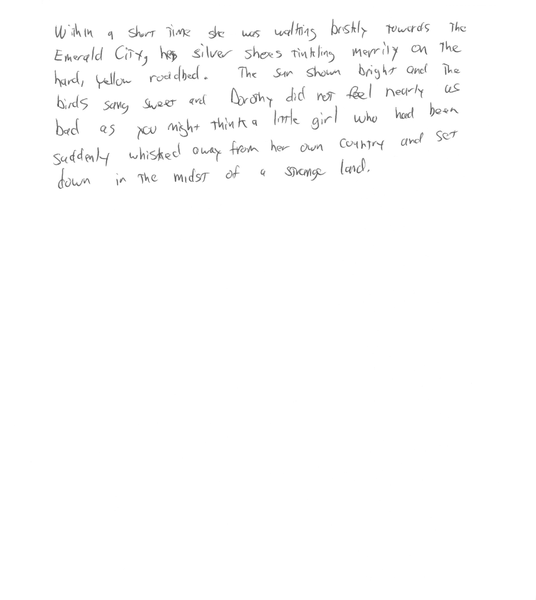 Within a short time she was walking briskly towards the
Emerald City, her silver shoes tinkling merrily on the
hard, yellow roadbed. The sun shown bright and the
birds sang sweet and Dorothy did not feel nearly as
bad as you might think a little girl who had been
suddenly whisked away from her own country and set
down in the midst of a strange land.